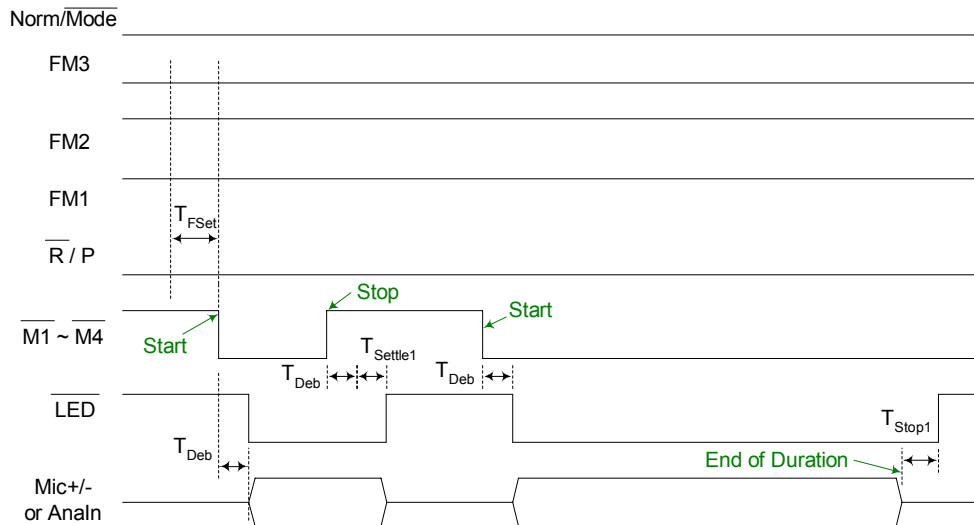 Norm/Mode
FM3
FM2
FM1
TFSet
R / P
Stop
Start
Start
M1 ~ M4
TDeb
TSettle1
TDeb
LED
TStop1
TDeb
End of Duration
Mic+/-
or AnaIn